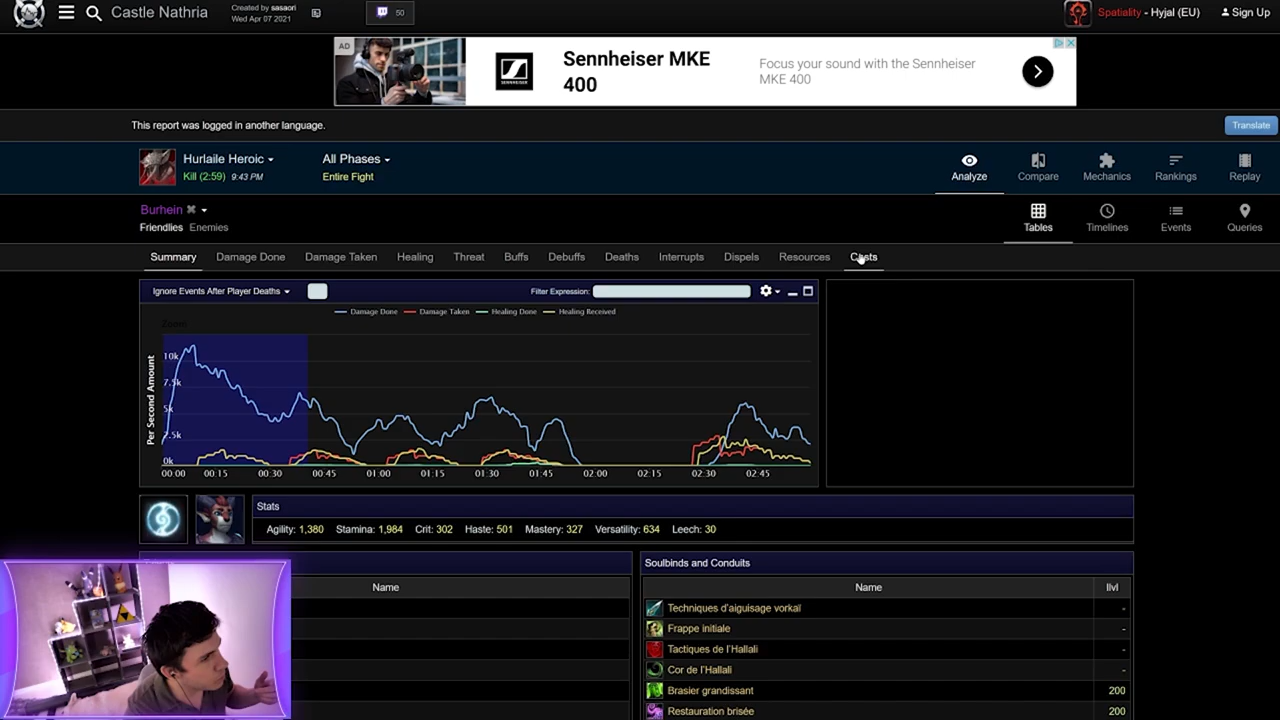 Castle Nathria
Created by sasaori
Wed Apr 07 2021
50
Spatiality - Hyjal (EU)
Sign Up
AD
Sennheiser MKE 400
SENNHEISER
Focus your sound with the Sennheiser
MKE 400
This report was logged in another language.
Translate
Hurlaile Heroic
Kill (2:59) 9:43 PM
All Phases
Entire Fight
Analyze
Compare
Mechanics
Rankings
Replay
Burhein
Friendlies Enemies
Tables
Timelines
Events
Queries
Summary Damage Done Damage Taken Healing Threat Buffs Debuffs Deaths Interrupts Dispels Resources Casts
Ignore Events After Player Deaths
Filter Expression:
Damage Done Damage Taken Healing Done Healing Received
Zoom
Per Second Amount
10k
7.5k
5k
2.5k
0k
00:00 00:15 00:30 00:45 01:00 01:15 01:30 01:45 02:00 02:15 02:30 02:45
Stats
Agility: 1,380 Stamina: 1,984 Crit: 302 Haste: 501 Mastery: 327 Versatility: 634 Leech: 30
Name
Soulbinds and Conduits
Name ilvl
Techniques d'aiguisage vorkaï -
Frappe initiale -
Tactiques de l'Hallali -
Cor de l'Hallali -
Brasier grandissant 200
Restauration brisée 200